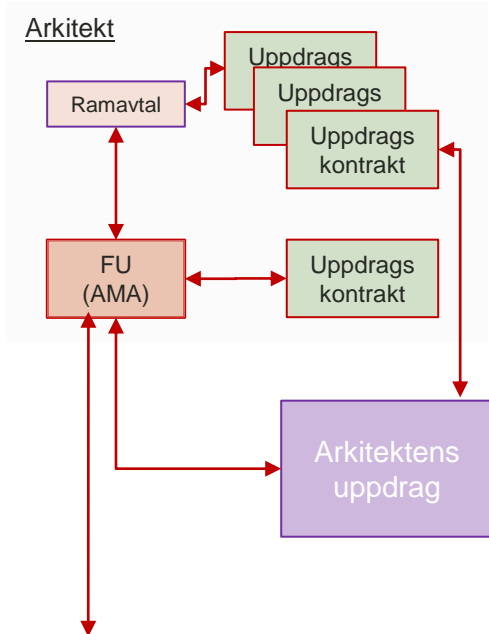 Arkitekt
Uppdrags
Uppdrags
Ramavtal
Uppdrags
kontrakt
FU
(AMA)
Uppdrags
kontrakt
Arkitektens
uppdrag